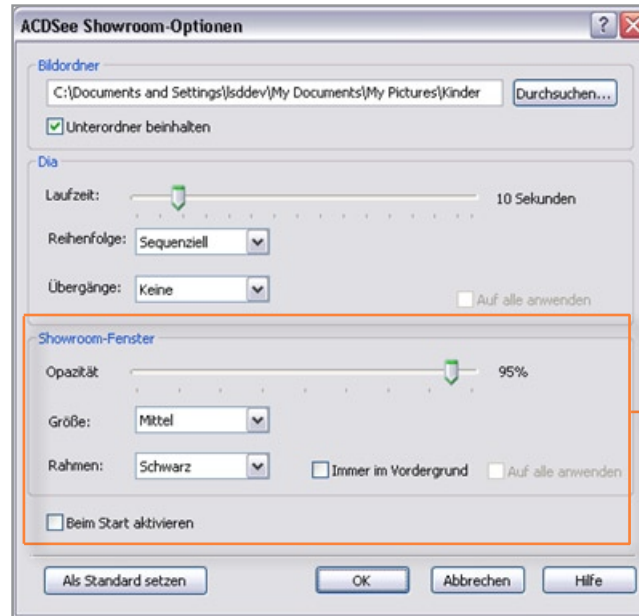 ACDSee Showroom-Optionen
Bildordner
C:\Documents and Settings\lsddev\My Documents\My Pictures\Kinder
Durchsuchen...
Unterordner beinhalten
Dia
Laufzeit: 10 Sekunden
Reihenfolge: Sequenziell
Übergänge: Keine
Auf alle anwenden
Showroom-Fenster
Opazität 95%
Größe: Mittel
Rahmen: Schwarz Immer im Vordergrund Auf alle anwenden
Beim Start aktivieren
Als Standard setzen OK Abbrechen Hilfe